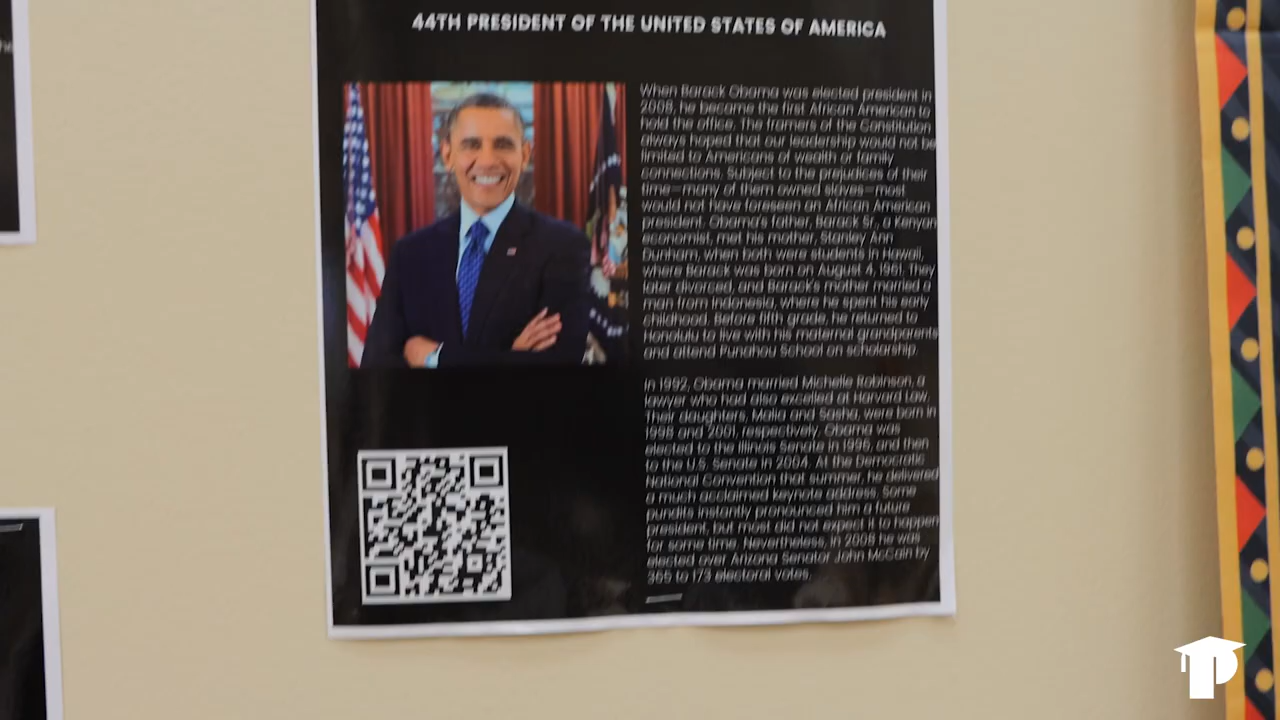 44TH PRESIDENT OF THE UNITED STATES OF AMERICA
When Barack Obama was elected president in
2008, he became the first African American to
hold the office. The framers of the Constitution
always hoped that our leadership would not be
limited to Americans of wealth or family
connections. Subject to the prejudices of their
time—many of them owned slaves—most
would not have foreseen an African American
president. Obama's father, Barack Sr., a Kenyan
economist, met his mother, Stanley Ann
Dunham, when both were students in Hawaii,
where Barack was born on August 4, 1961. They
later divorced, and Barack's mother married a
man from Indonesia, where he spent his early
childhood. Before fifth grade, he returned to
Honolulu to live with his maternal grandparents
and attend Punahou School on scholarship.
In 1992, Obama married Michelle Robinson, a
lawyer who had also excelled at Harvard Law.
Their daughters, Malia and Sasha, were born in
1998 and 2001, respectively. Obama was
elected to the Illinois Senate in 1996, and then
to the U.S. Senate in 2004. At the Democratic
National Convention that summer, he delivered
a much acclaimed keynote address. Some
pundits instantly pronounced him a future
president, but most did not expect it to happen
for some time. Nevertheless, in 2008 he was
elected over Arizona Senator John McCain by
365 to 173 electoral votes.